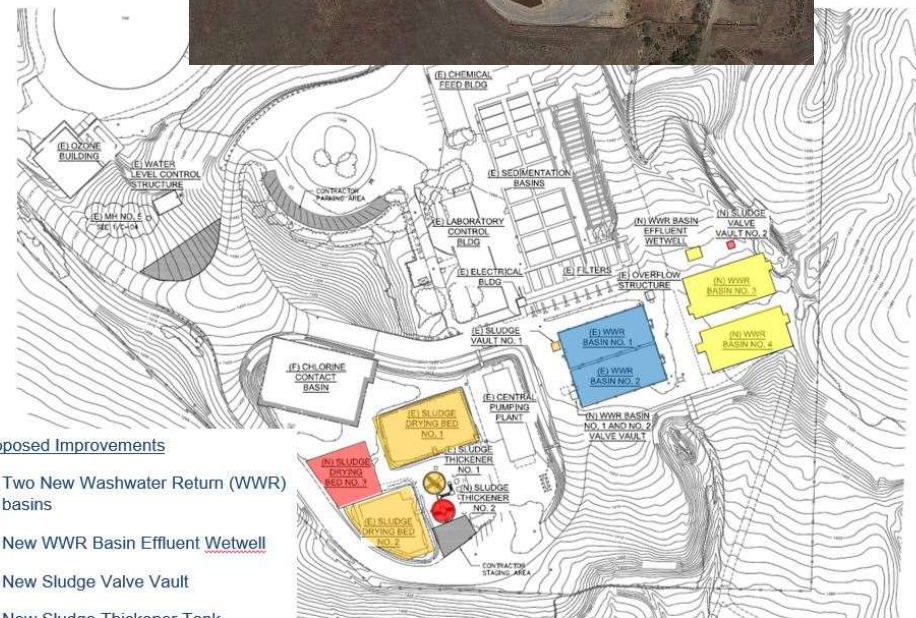 (E) CHEMICAL
FEED BLDG
(E) OZONE
BUILDING
(E) WATER
LEVEL CONTROL
STRUCTURE
(E) MH NO. 5
CONTRACTOR
PARKING AREA
(E) SEDIMENTATION
BASINS
(E) LABORATORY
CONTROL
BLDG
(N) WWR BASIN
EFFLUENT
WETWELL
(N) SLUDGE
VALVE
VAULT NO. 2
(E) ELECTRICAL
BLDG
(E) FILTERS
(E) OVERFLOW
STRUCTURE
(N) WWR
BASIN NO. 3
(E) SLUDGE
VAULT NO. 1
(E) WWR
BASIN NO. 1
(N) WWR
BASIN NO. 4
(E) CHLORINE
CONTACT
BASIN
(E) WWR
BASIN NO. 2
(E) CENTRAL
PUMPING
PLANT
(N) WWR BASIN
NO. 1 AND NO. 2
VALVE VAULT
(E) SLUDGE
DRYING BED
NO. 1
(E) SLUDGE
THICKENER
NO. 1
(N) SLUDGE
DRYING
BED NO. 3
(N) SLUDGE
THICKENER
NO. 2
(E) SLUDGE
DRYING BED
NO. 2
CONTRACTOR
STAGING AREA
posed Improvements
Two New Washwater Return (WWR)
basins
New WWR Basin Effluent Wetwell
New Sludge Valve Vault
New Sludge Thickener Tank